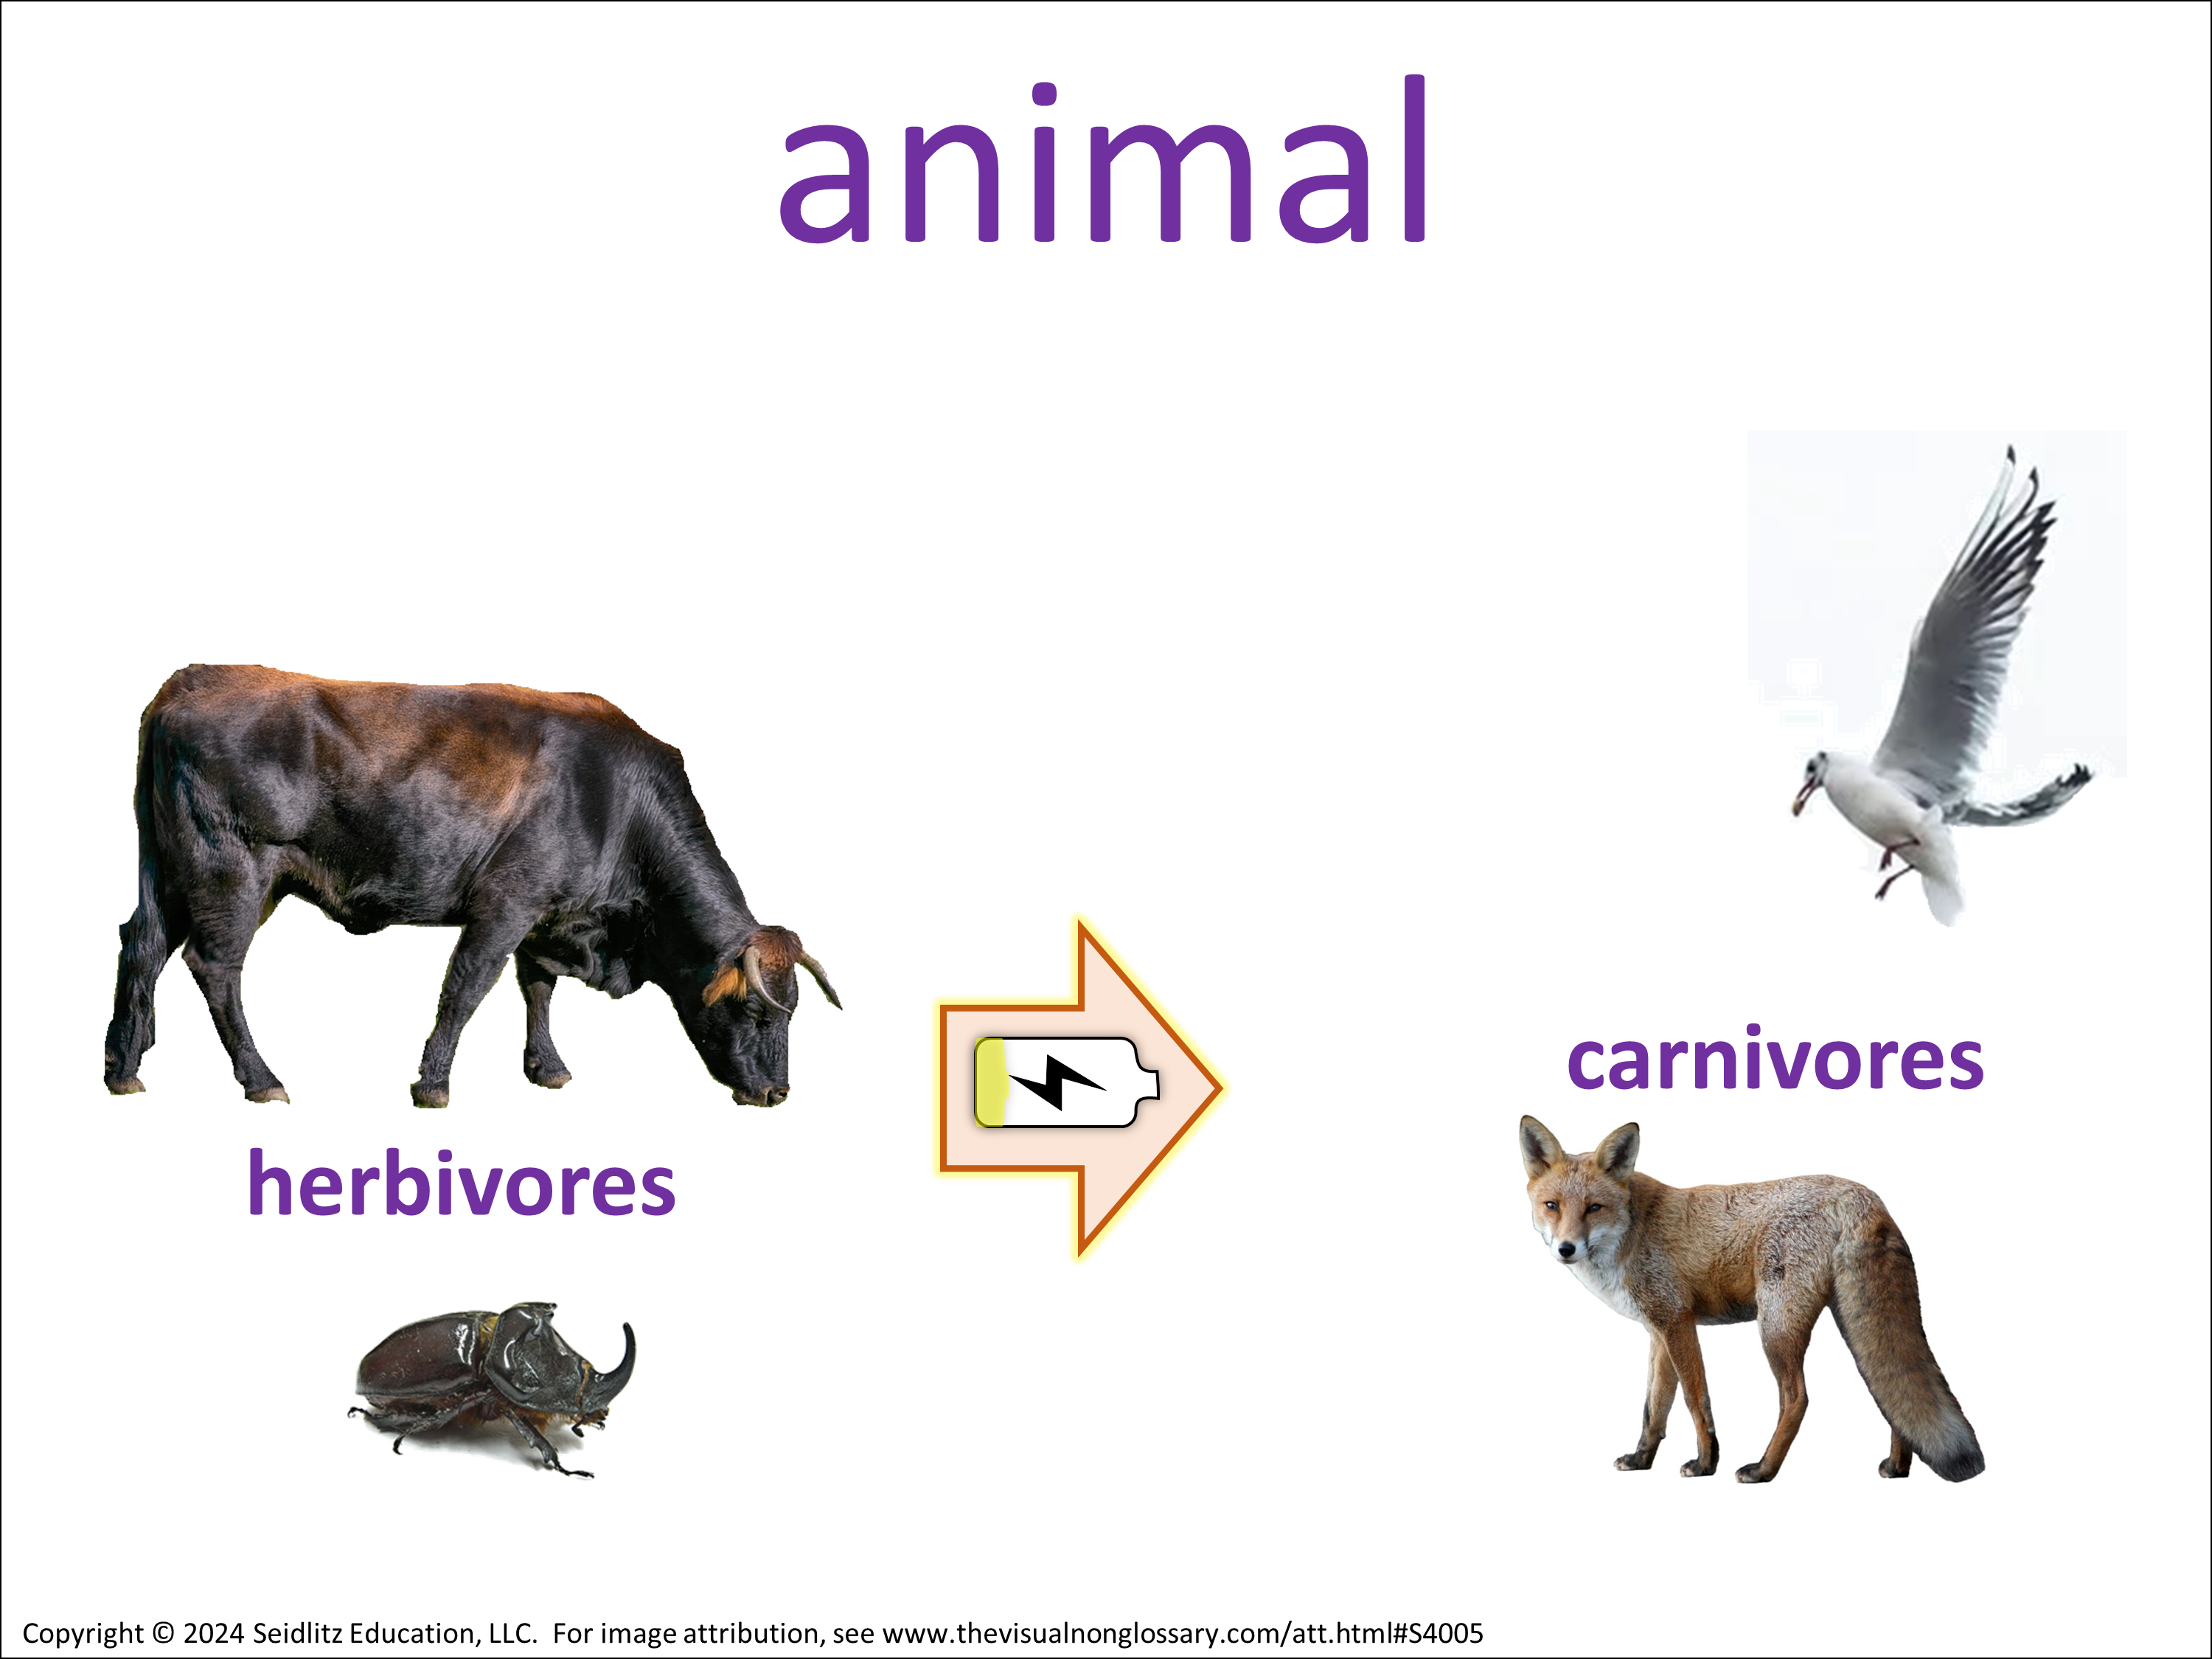 animal
carnivores
herbivores
Copyright © 2024 Seidlitz Education, LLC.  For image attribution, see www.thevisualnonglossary.com/att.html#S4005